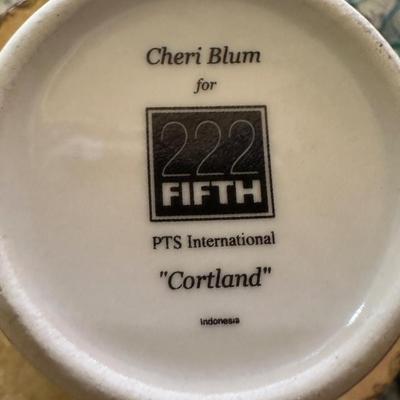 Cheri Blum
for
222
FIFTH
PTS International
"Cortland"
Indonesia